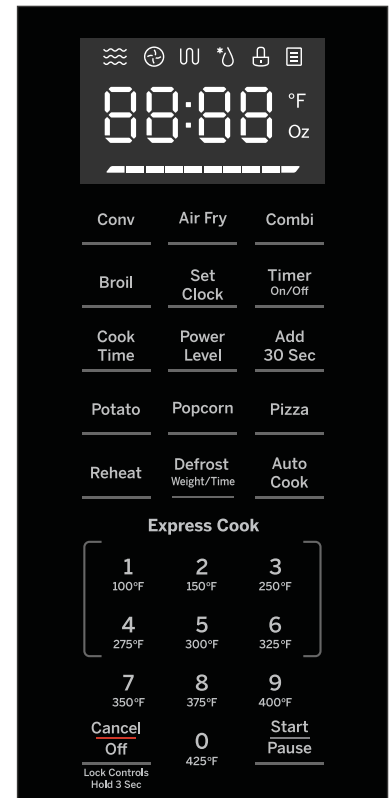 88:88 °F
Oz
Conv Air Fry Combi
Broil Set Clock Timer On/Off
Cook Time Power Level Add 30 Sec
Potato Popcorn Pizza
Reheat Defrost Weight/Time Auto Cook
Express Cook
1 2 3
100°F 150°F 250°F
4 5 6
275°F 300°F 325°F
7 8 9
350°F 375°F 400°F
Cancel Start
Off 0 Pause
425°F
Lock Controls
Hold 3 Sec